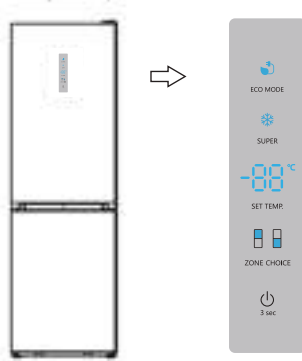 ECO MODE
SUPER
-88°C
SET TEMP.
ZONE CHOICE
3 sec